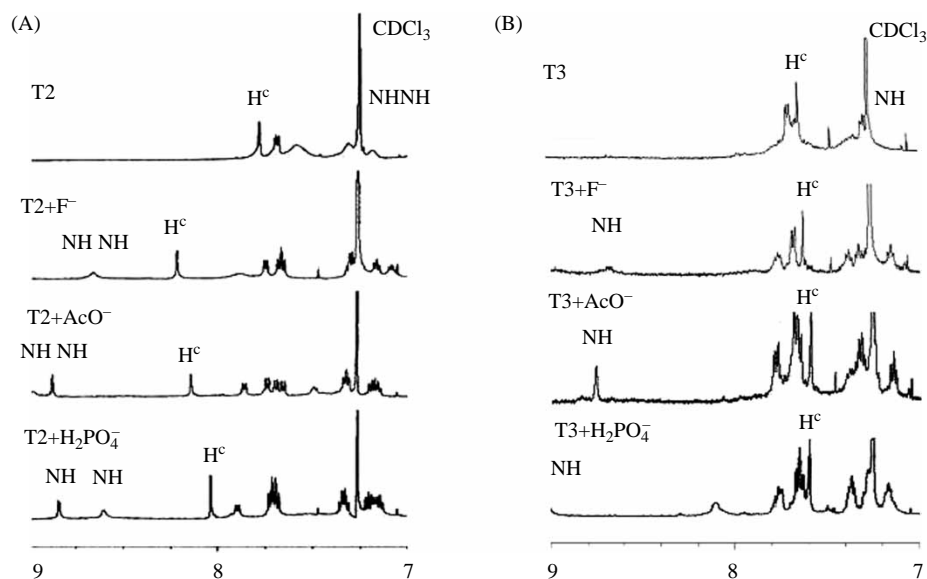 (A)
CDCl₃
T2
Hᶜ
NHNH
T2+F⁻
NH NH
Hᶜ
T2+AcO⁻
NH NH
Hᶜ
T2+H₂PO₄⁻
NH
NH
Hᶜ
9
8
7
(B)
CDCl₃
T3
Hᶜ
NH
T3+F⁻
NH
Hᶜ
T3+AcO⁻
NH
Hᶜ
T3+H₂PO₄⁻
NH
Hᶜ
9
8
7